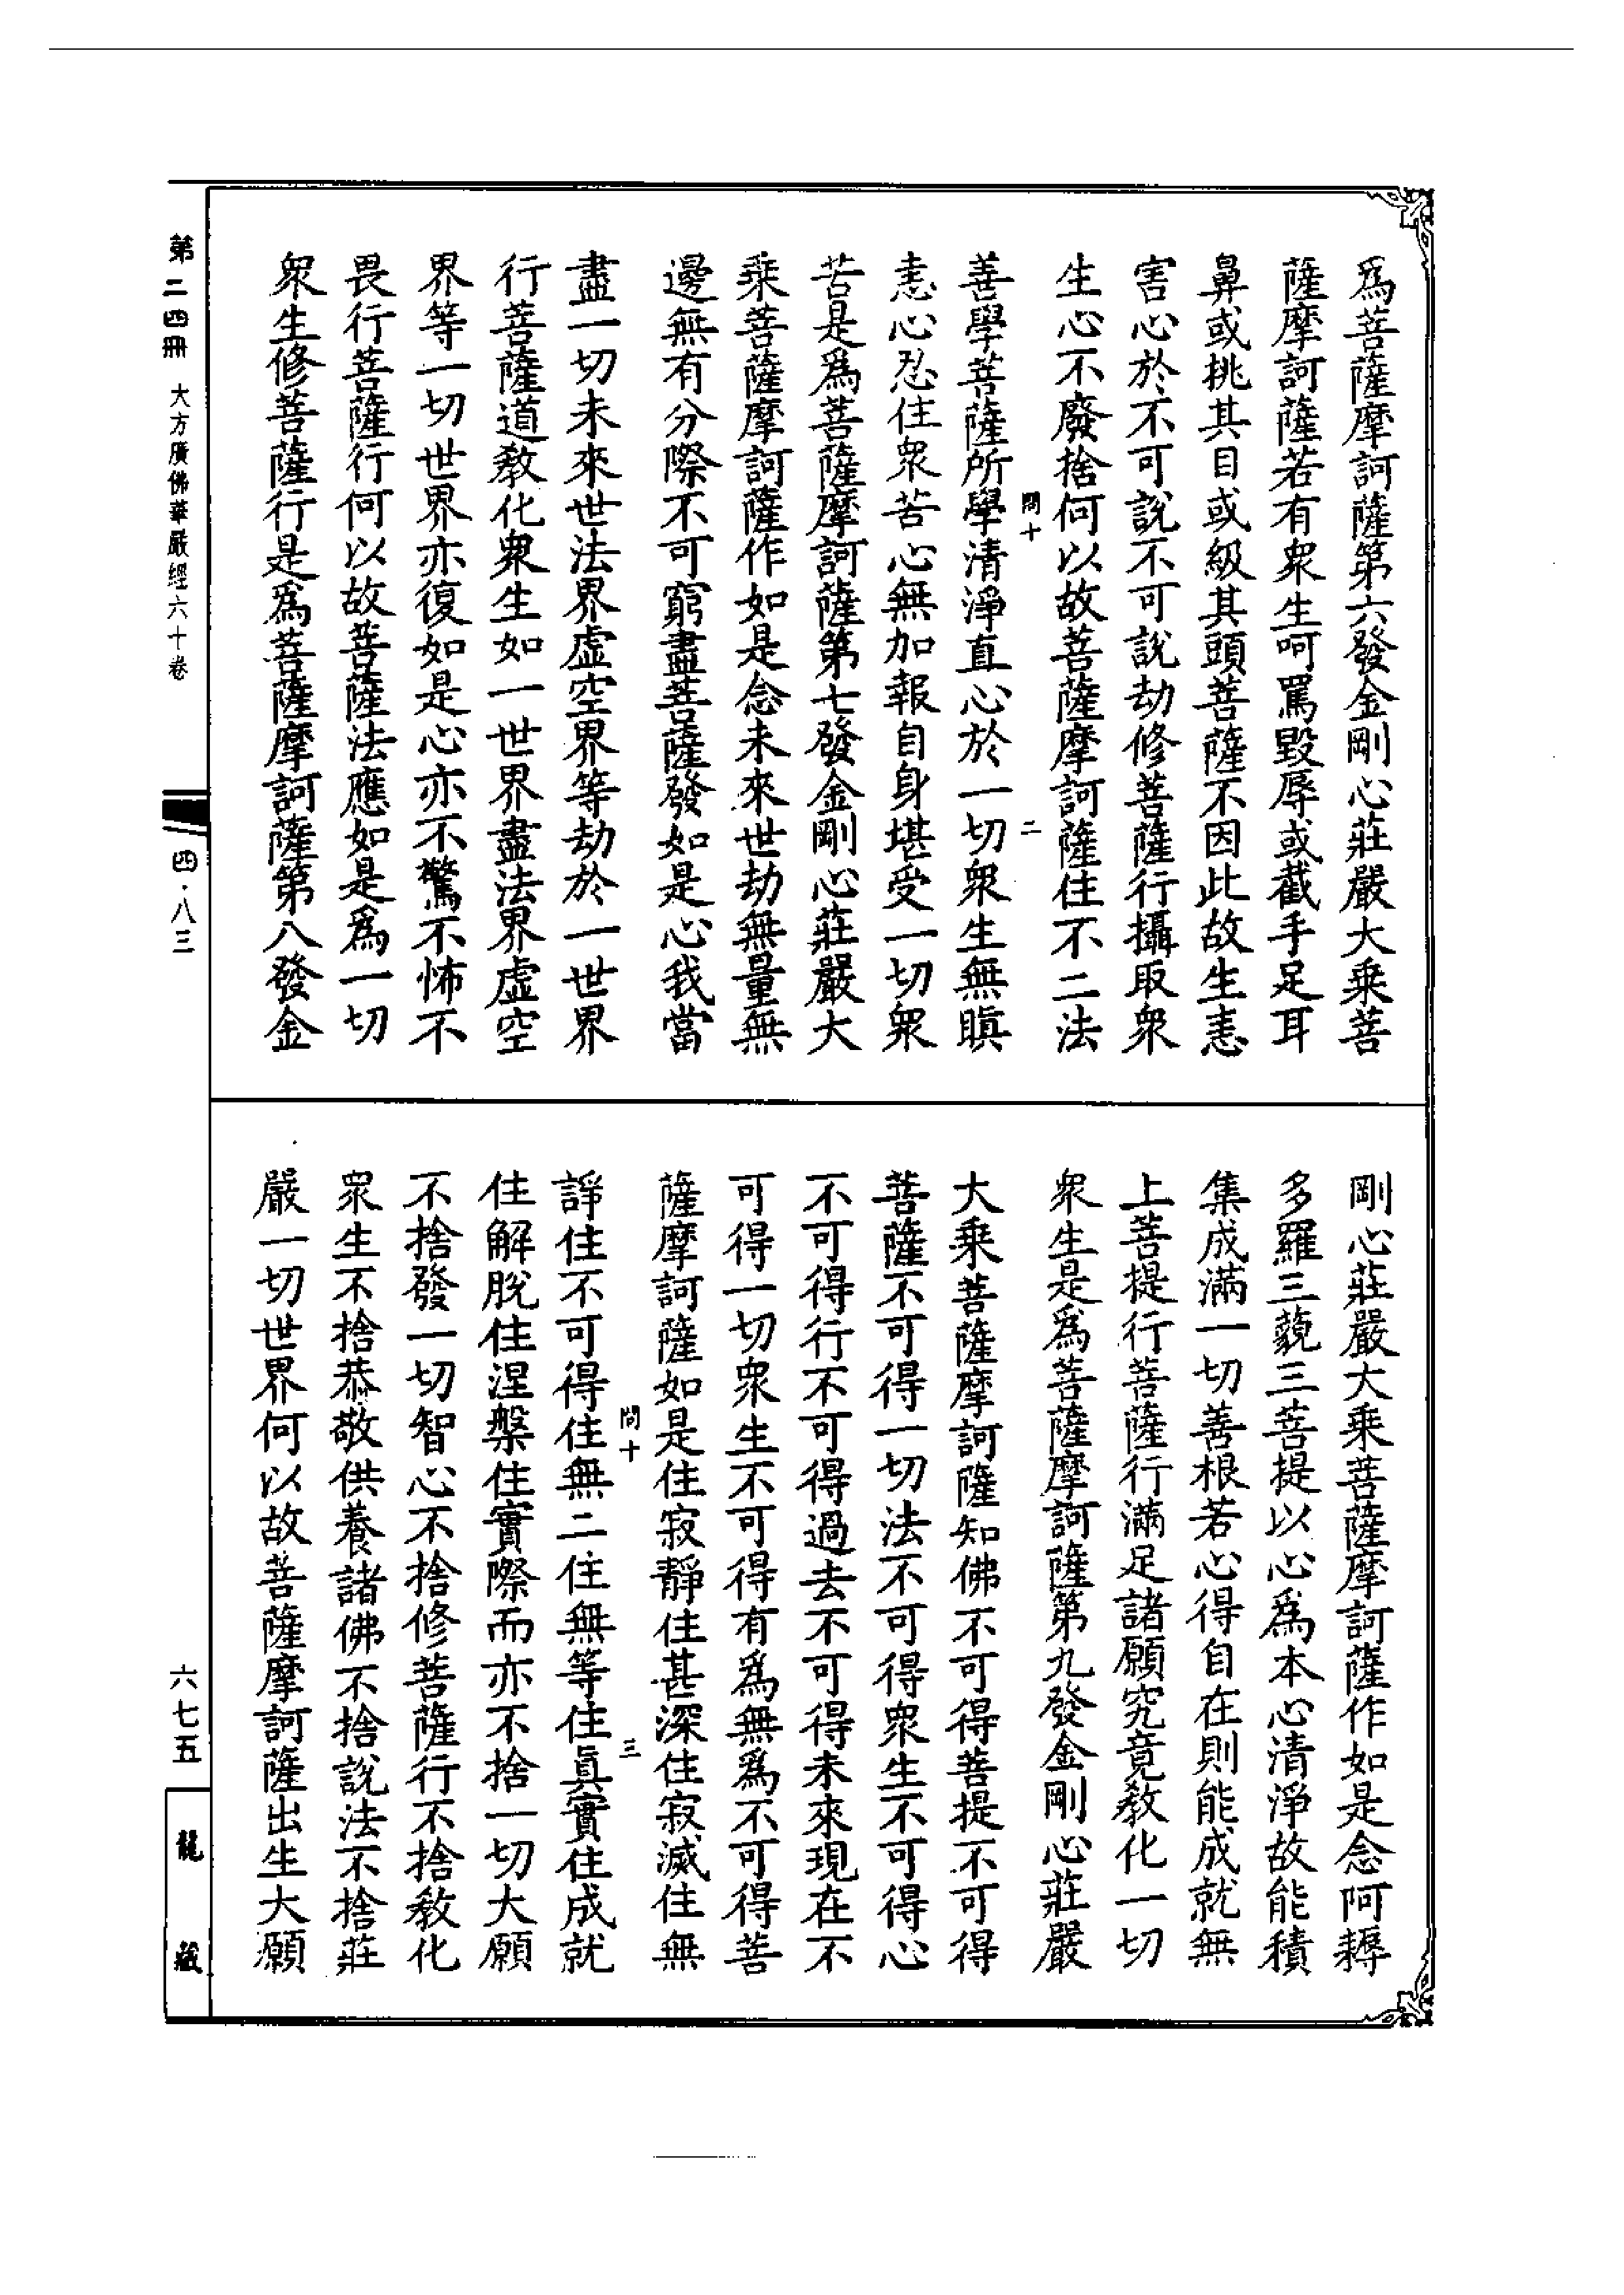 爲菩薩摩訶薩第六發金剛心莊嚴大乗菩
薩摩訶薩若有衆生呵罵毀辱或截手足耳
鼻或挑其目或級其頭菩薩不因此故生恚
害心於不可說不可說劫修菩薩行攝取衆
生心不廢捨何以故菩薩摩訶薩住不二法
問十
二
善學菩薩所學清淨直心於一切衆生無瞋
恚心忍住衆苦心無加報自身堪受一切衆
苦是爲菩薩摩訶薩第七發金剛心莊嚴大
乗菩薩摩訶薩作如是念未來世劫無量無
邊無有分際不可窮盡菩薩發如是心我當
盡一切未來世法界虛空界等劫於一世界
行菩薩道教化衆生如一世界盡法界虛空
界等一切世界亦復如是心亦不驚不怖不
畏行菩薩行何以故菩薩法應如是爲一切
衆生修菩薩行是爲菩薩摩訶薩第八發金
剛心莊嚴大乗菩薩摩訶薩作如是念阿耨
多羅三藐三菩提以心爲本心清淨故能積
集成滿一切善根若心得自在則能成就無
上菩提行菩薩行滿足諸願究竟教化一切
衆生是爲菩薩摩訶薩第九發金剛心莊嚴
大乗菩薩摩訶薩知佛不可得菩提不可得
菩薩不可得一切法不可得衆生不可得心
不可得行不可得過去不可得未來現在不
可得一切衆生不可得有爲無爲不可得菩
薩摩訶薩如是住寂靜住甚深住寂滅住無
問十
三
諍住不可得住無二住無等住眞實住成就
住解脫住涅槃住實際而亦不捨一切大願
不捨發一切智心不捨修菩薩行不捨教化
衆生不捨恭敬供養諸佛不捨說法不捨莊
嚴一切世界何以故菩薩摩訶薩出生大願
第二四冊 大方廣佛華嚴經六十卷
四·八三
六七五
龍藏